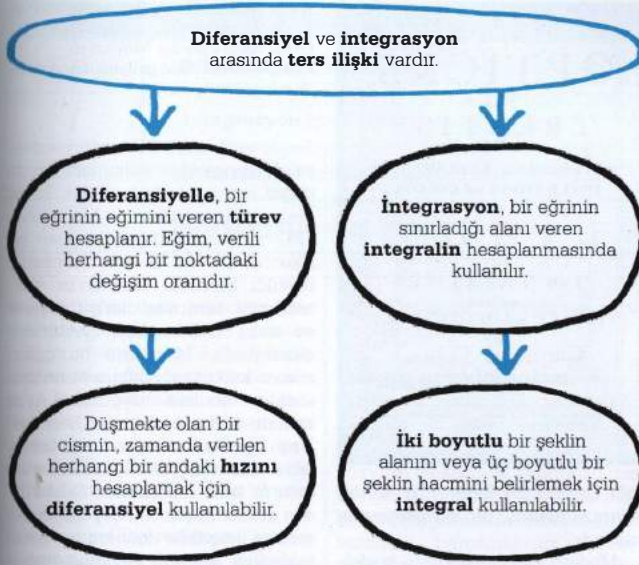 Diferansiyel ve integrasyon
arasında ters ilişki vardır.
Diferansiyelle, bir
eğrinin eğimini veren türev
hesaplanır. Eğim, verili
herhangi bir noktadaki
değişim oranıdır.
İntegrasyon, bir eğrinin
sınırladığı alanı veren
integralin hesaplanmasında
kullanılır.
Düşmekte olan bir
cismin, zamanda verilen
herhangi bir andaki hızını
hesaplamak için
diferansiyel kullanılabilir.
İki boyutlu bir şeklin
alanını veya üç boyutlu bir
şeklin hacmini belirlemek için
integral kullanılabilir.